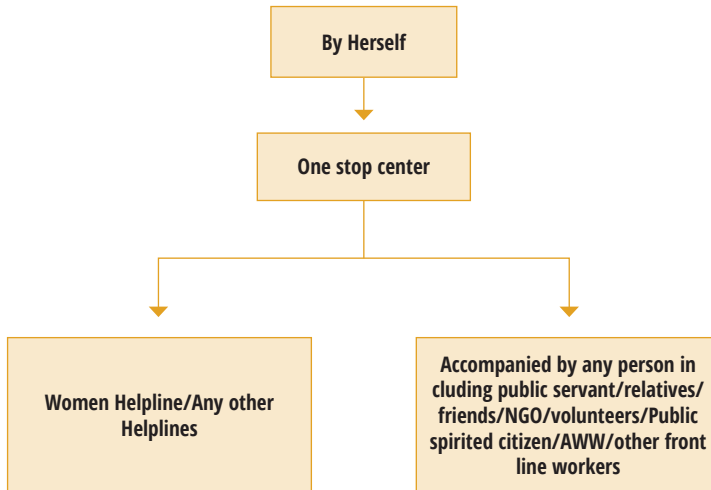 By Herself
One stop center
Women Helpline/Any other
Helplines
Accompanied by any person in
cluding public servant/relatives/
friends/NGO/volunteers/Public
spirited citizen/AWW/other front
line workers